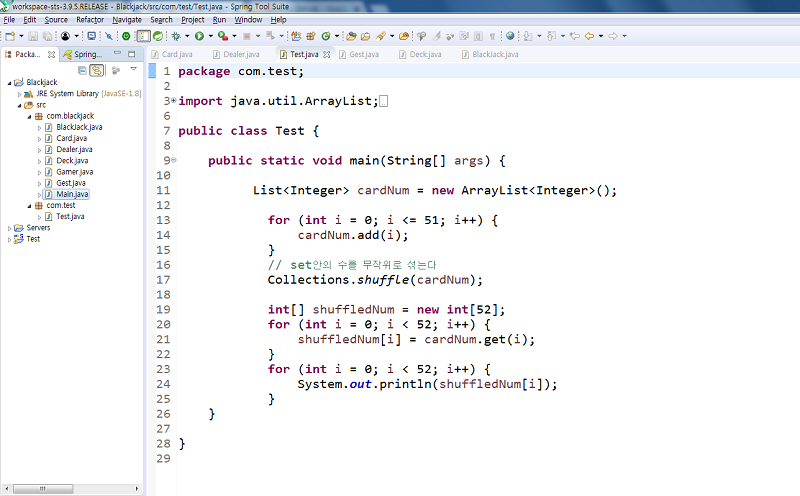 workspace-sts-3.9.5.RELEASE - Blackjack/src/com/test/Test.java - Spring Tool Suite
File Edit Source Refactor Navigate Search Project Run Window Help
Packa... Spring...
Card.java Dealer.java Test.java Gest.java Deck.java BlackJack.java
Blackjack
JRE System Library [JavaSE-1.8]
src
com.blackjack
BlackJack.java
Card.java
Dealer.java
Deck.java
Gamer.java
Gest.java
Main.java
com.test
Test.java
Servers
Test
1 package com.test;
2
3 import java.util.ArrayList;
6
7 public class Test {
8
9 public static void main(String[] args) {
10
11 List<Integer> cardNum = new ArrayList<Integer>();
12
13 for (int i = 0; i <= 51; i++) {
14 cardNum.add(i);
15 }
16 // set안의 수를 무작위로 섞는다
17 Collections.shuffle(cardNum);
18
19 int[] shuffledNum = new int[52];
20 for (int i = 0; i < 52; i++) {
21 shuffledNum[i] = cardNum.get(i);
22 }
23 for (int i = 0; i < 52; i++) {
24 System.out.println(shuffledNum[i]);
25 }
26 }
27
28 }
29